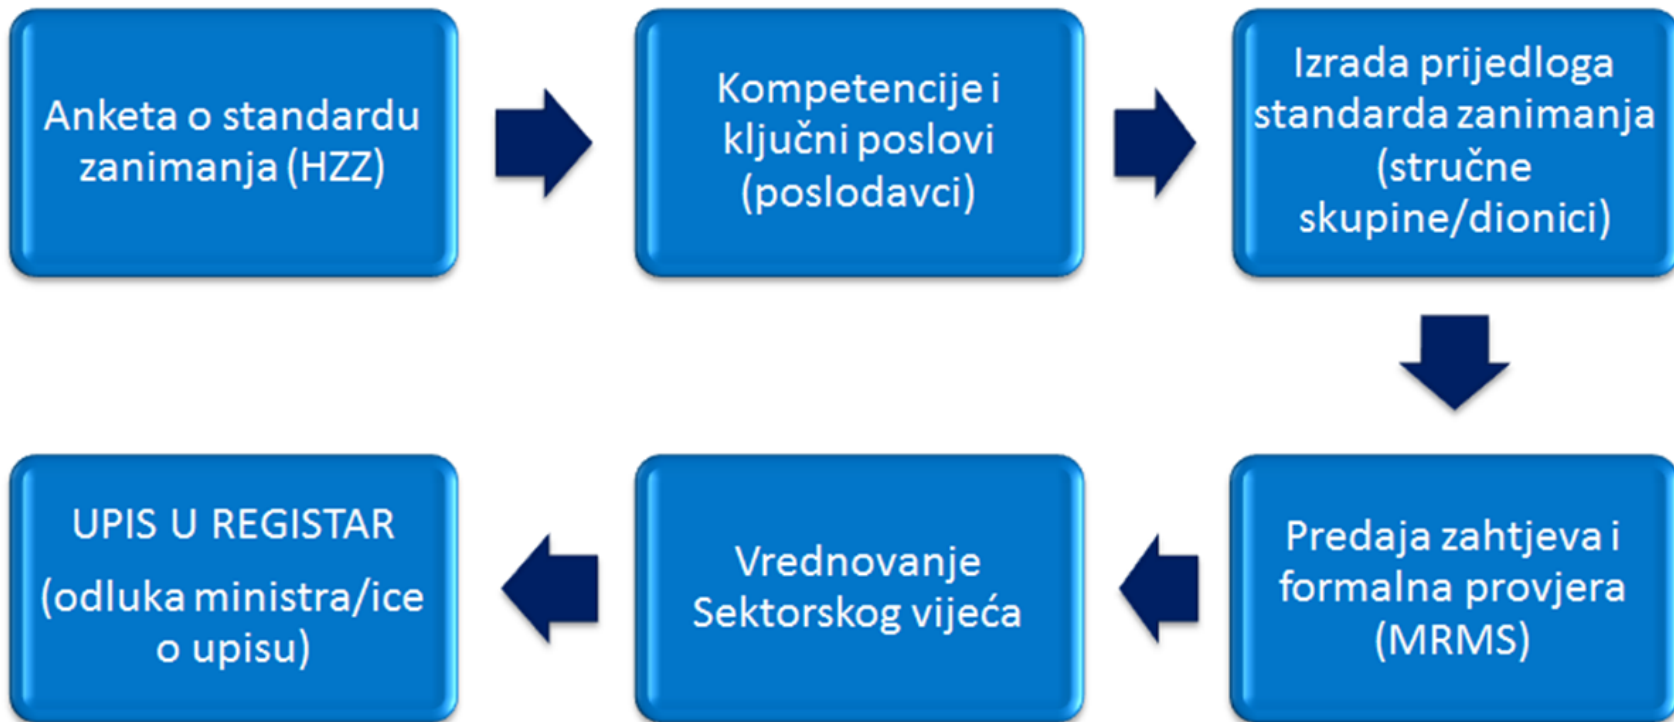 Anketa o standardu
zanimanja (HZZ)
Kompetencije i
ključni poslovi
(poslodavci)
Izrada prijedloga
standarda zanimanja
(stručne
skupine/dionici)
Predaja zahtjeva i
formalna provjera
(MRMS)
Vrednovanje
Sektorskog vijeća
UPIS U REGISTAR
(odluka ministra/ice
o upisu)